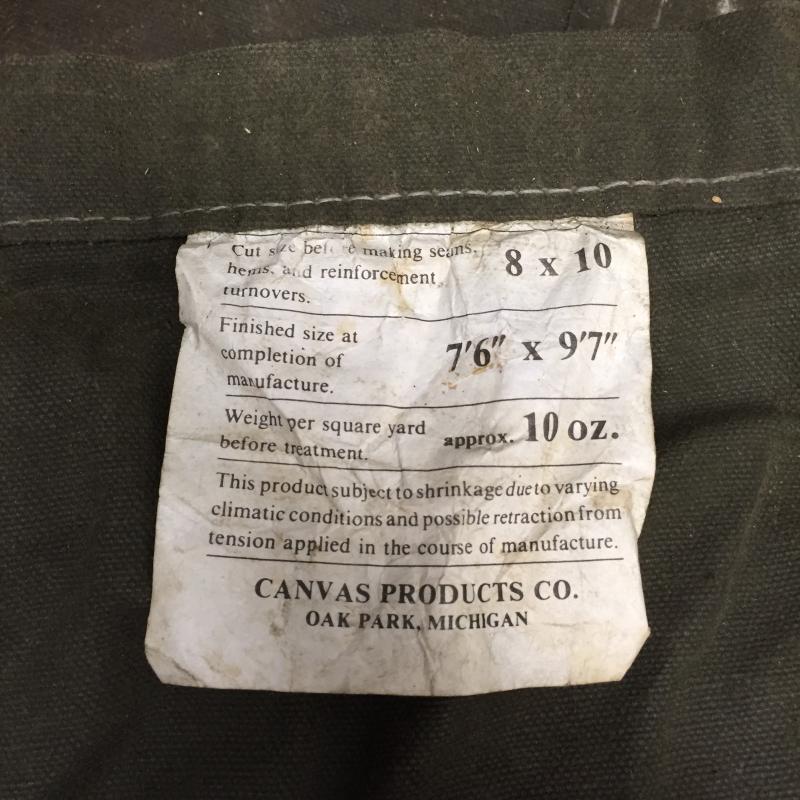 Cut size before making seams, 8 x 10
hems, and reinforcement
turnovers.
Finished size at
completion of 7'6" x 9'7"
manufacture.
Weight per square yard
before treatment. approx. 10 oz.
This product subject to shrinkage due to varying
climatic conditions and possible retraction from
tension applied in the course of manufacture.
CANVAS PRODUCTS CO.
OAK PARK, MICHIGAN